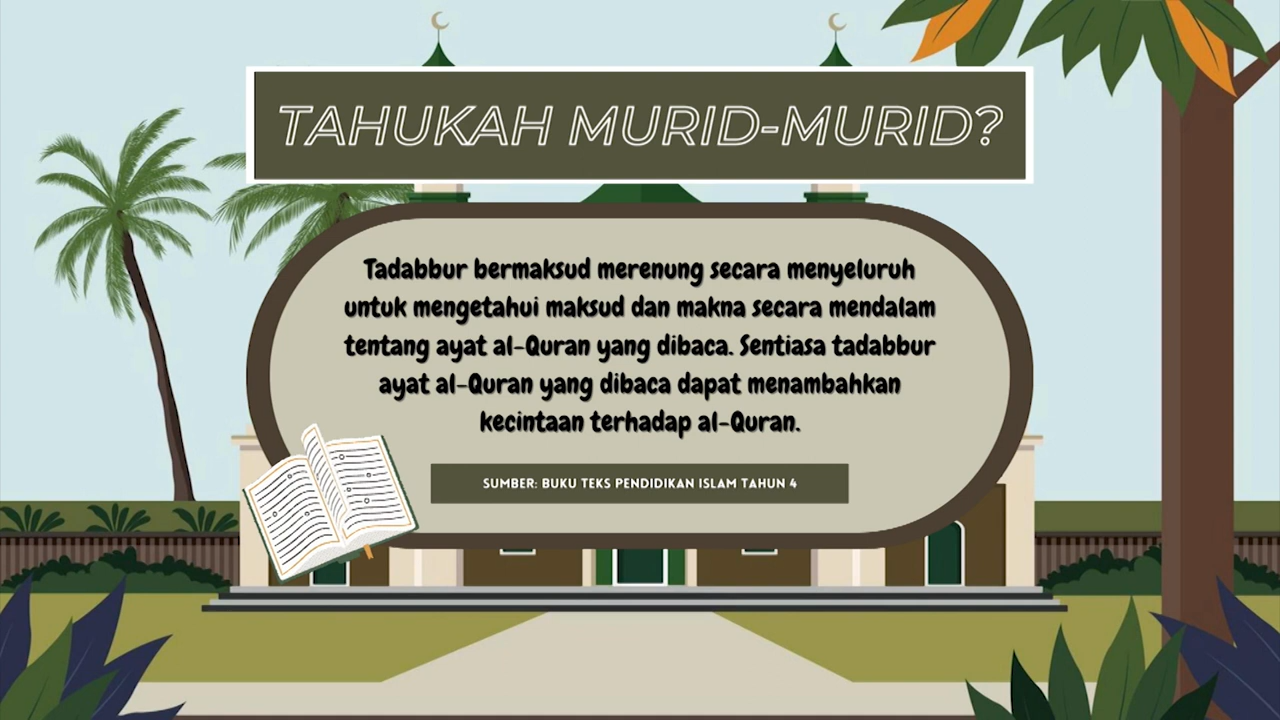 TAHUKAH MURID-MURID?
Tadabbur bermaksud merenung secara menyeluruh
untuk mengetahui maksud dan makna secara mendalam
tentang ayat al-Quran yang dibaca. Sentiasa tadabbur
ayat al-Quran yang dibaca dapat menambahkan
kecintaan terhadap al-Quran.
SUMBER: BUKU TEKS PENDIDIKAN ISLAM TAHUN 4